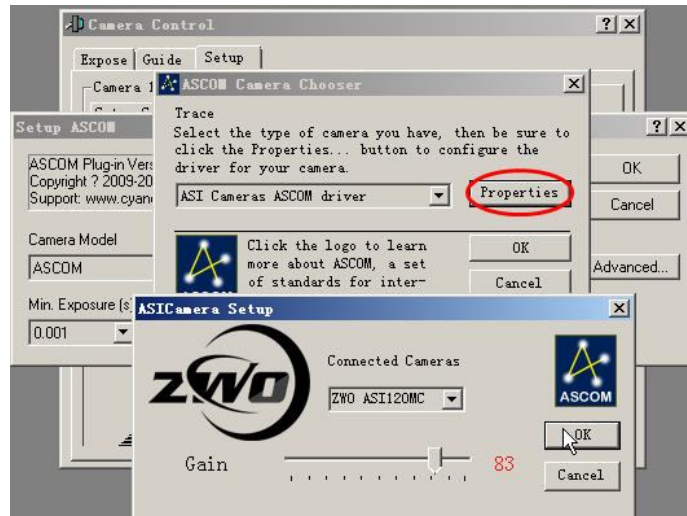 Camera Control
Expose Guide Setup
Camera 1
ASCOM Camera Chooser
Trace
Select the type of camera you have, then be sure to
click the Properties... button to configure the
driver for your camera.
ASI Cameras ASCOM driver
Properties
Click the logo to learn
more about ASCOM, a set
of standards for inter-
OK
Cancel
Setup ASCOM
ASCOM Plug-in Vers
Copyright ? 2009-20
Support: www.cyan
Camera Model
ASCOM
Min. Exposure (s
0.001
OK
Cancel
Advanced...
ASICamera Setup
ZWO
Connected Cameras
ZWO ASI120MC
ASCOM
OK
Gain
83
Cancel